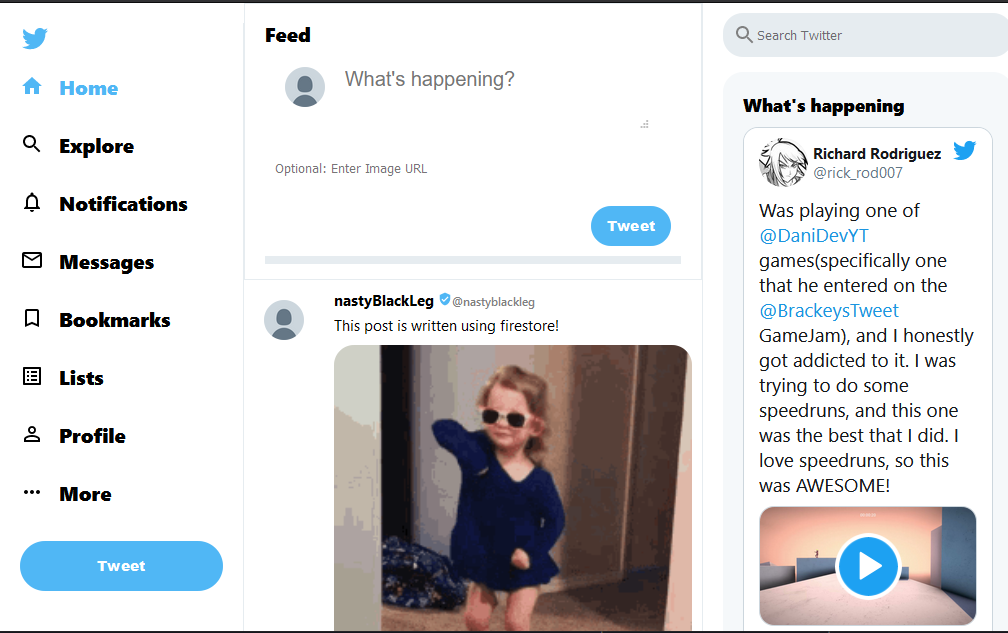 Home
Explore
Notifications
Messages
Bookmarks
Lists
Profile
More
Tweet
Feed
What's happening?
Optional: Enter Image URL
Tweet
nastyBlackLeg @nastyblackleg
This post is written using firestore!
Search Twitter
What's happening
Richard Rodriguez
@rick_rod007
Was playing one of
@DaniDevYT
games(specifically one
that he entered on the
@BrackeysTweet
GameJam), and I honestly
got addicted to it. I was
trying to do some
speedruns, and this one
was the best that I did. I
love speedruns, so this
was AWESOME!